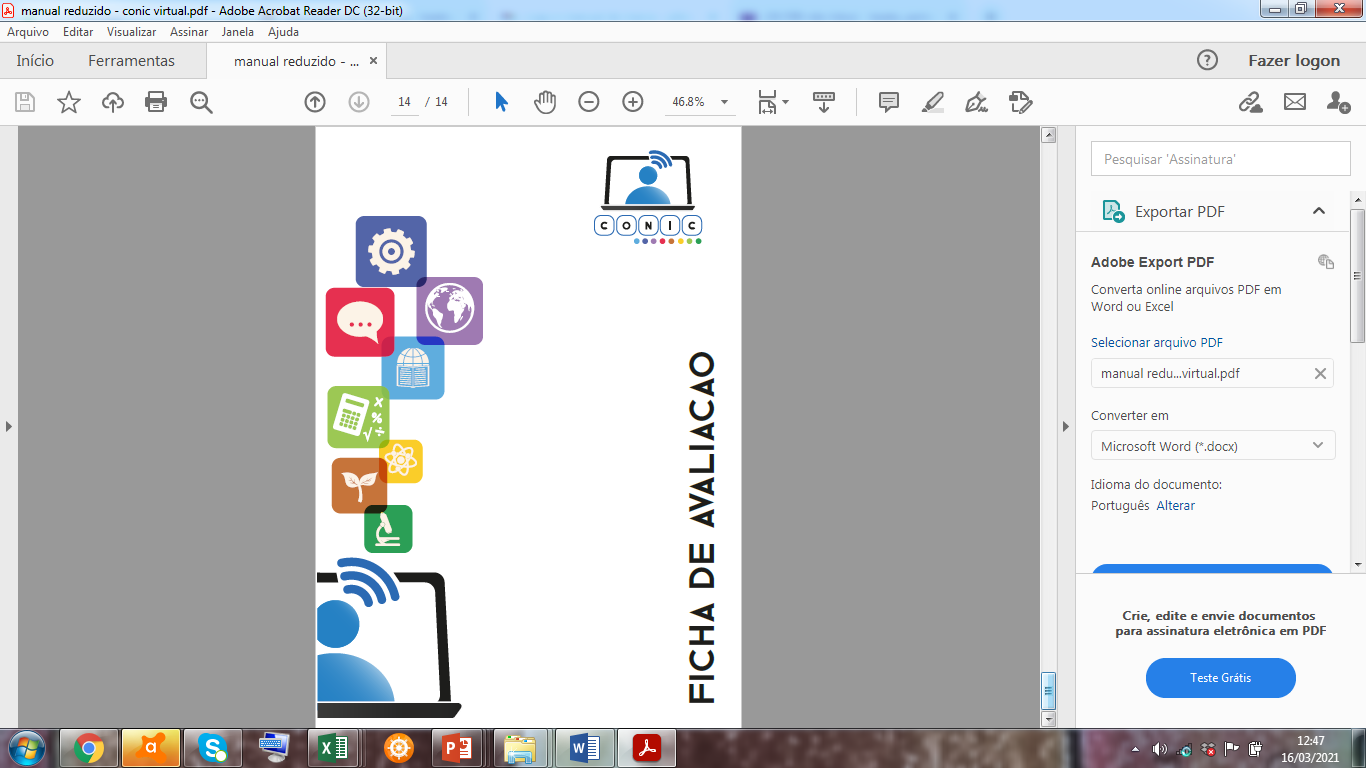 manual reduzido - conic virtual.pdf - Adobe Acrobat Reader DC (32-bit)
Arquivo Editar Visualizar Assinar Janela Ajuda
Início Ferramentas manual reduzido - ... × Fazer logon
14 / 14 46.8%
Pesquisar 'Assinatura'
Exportar PDF
Adobe Export PDF
Converta online arquivos PDF em
Word ou Excel
Selecionar arquivo PDF
manual redu...virtual.pdf
Converter em
Microsoft Word (*.docx)
Idioma do documento:
Português Alterar
Crie, edite e envie documentos
para assinatura eletrônica em PDF
Teste Grátis
CONIC
FICHA DE AVALIACAO
12:47
16/03/2021